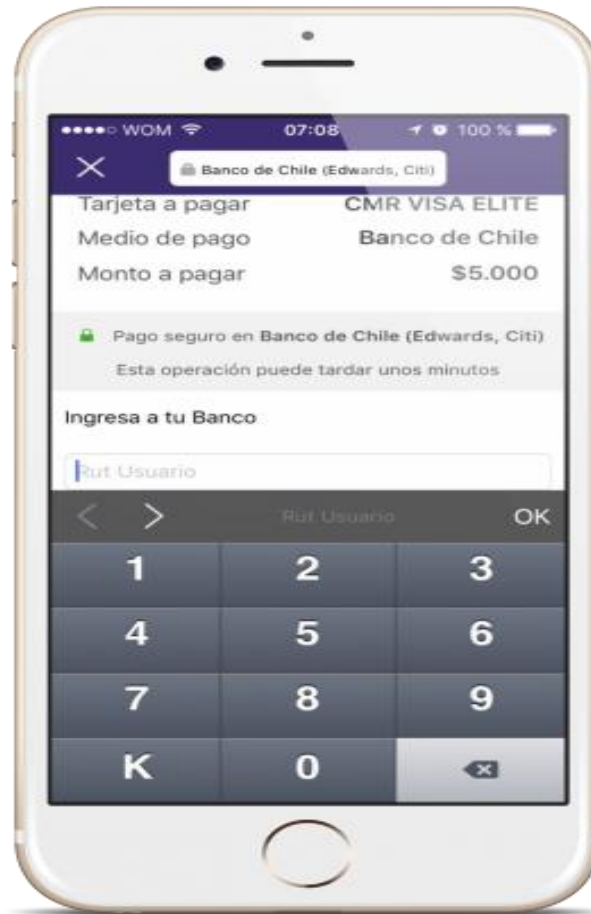 WOM 07:08 100 %
Banco de Chile (Edwards, Citi)
Tarjeta a pagar CMR VISA ELITE
Medio de pago Banco de Chile
Monto a pagar $5.000
Pago seguro en Banco de Chile (Edwards, Citi)
Esta operación puede tardar unos minutos
Ingresa a tu Banco
Rut Usuario
Rut Usuario OK
1 2 3
4 5 6
7 8 9
K 0